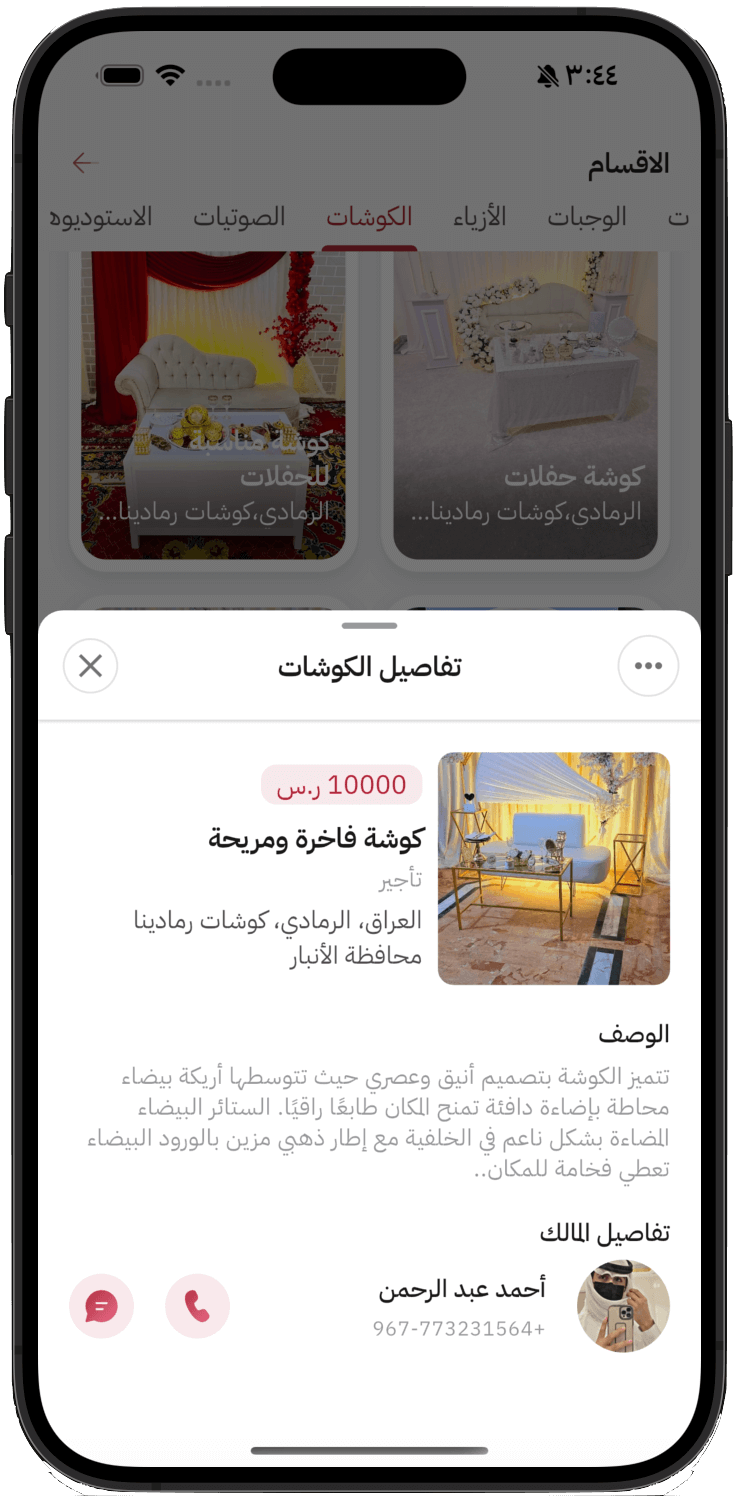 ٣:٤٤
الاقسام
ت الوجبات الأزياء الكوشات الصوتيات الاستوديوه
كوشة حفلات
الرمادي،كوشات رمادينا...
كوشة مناسبة
للحفلات
الرمادي،كوشات رمادينا...
تفاصيل الكوشات
10000 ر.س
كوشة فاخرة ومريحة
تأجير
العراق، الرمادي، كوشات رمادينا
محافظة الأنبار
الوصف
تتميز الكوشة بتصميم أنيق وعصري حيث تتوسطها أريكة بيضاء
محاطة بإضاءة دافئة تمنح المكان طابعًا راقيًا. الستائر البيضاء
المضاءة بشكل ناعم في الخلفية مع إطار ذهبي مزين بالورود البيضاء
تعطي فخامة للمكان..
تفاصيل المالك
أحمد عبد الرحمن
967-773231564+